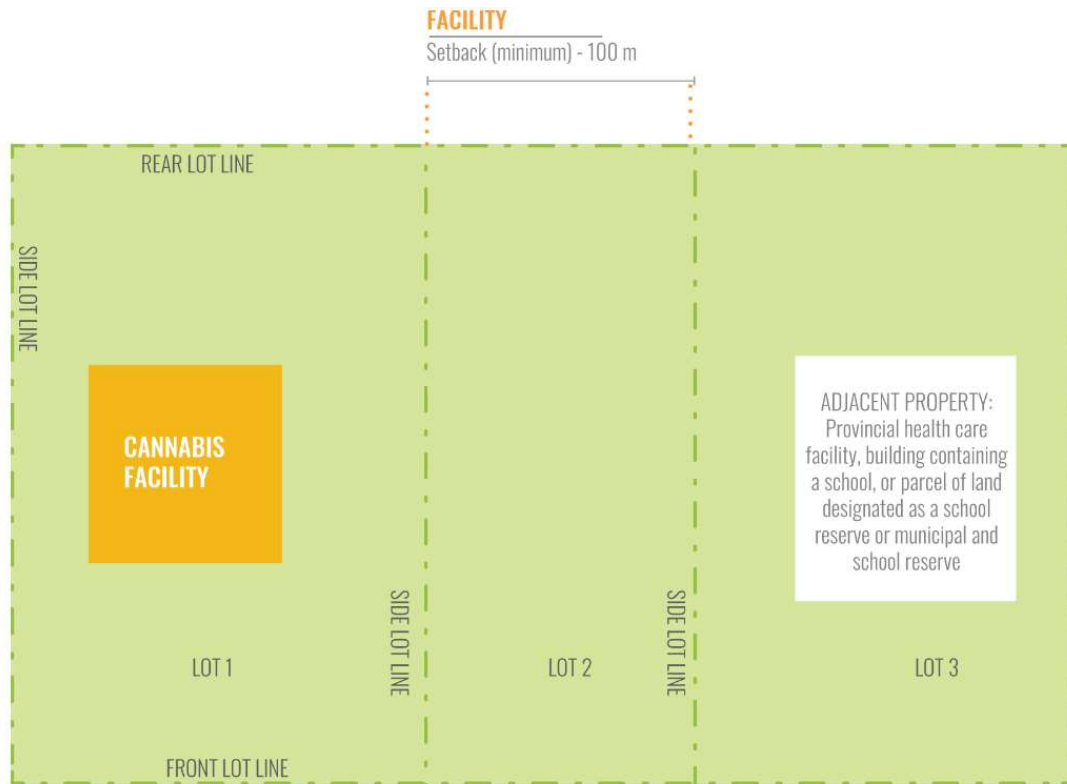 FACILITY
Setback (minimum) - 100 m
REAR LOT LINE
SIDE LOT LINE
CANNABIS
FACILITY
ADJACENT PROPERTY:
Provincial health care
facility, building containing
a school, or parcel of land
designated as a school
reserve or municipal and
school reserve
SIDE LOT LINE
SIDE LOT LINE
LOT 1
LOT 2
LOT 3
FRONT LOT LINE